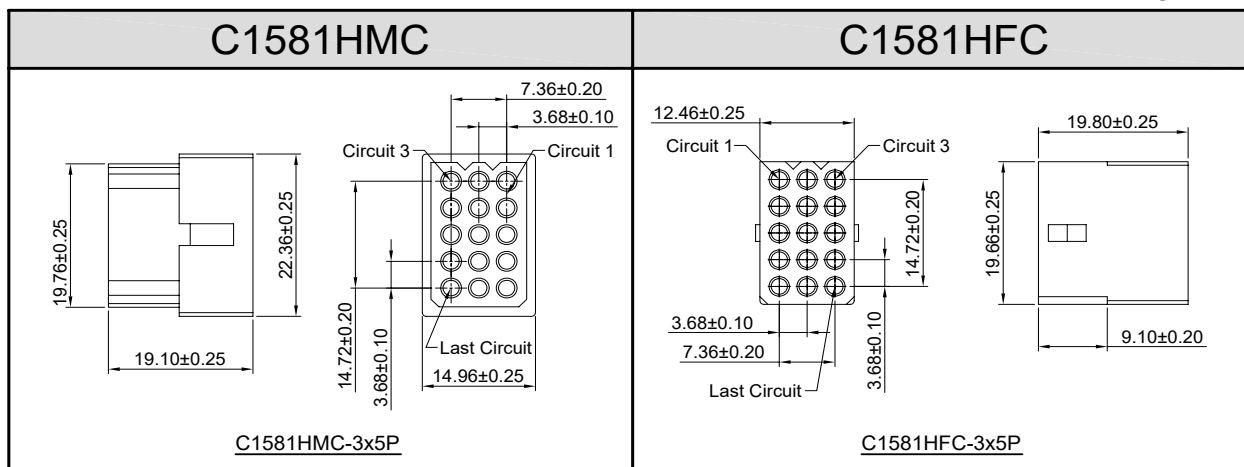 C1581HMC
C1581HFC
7.36±0.20
3.68±0.10
Circuit 3
Circuit 1
19.76±0.25
22.36±0.25
19.10±0.25
14.72±0.20
3.68±0.10
Last Circuit
14.96±0.25
C1581HMC-3x5P
12.46±0.25
Circuit 1
Circuit 3
19.80±0.25
14.72±0.20
19.66±0.25
3.68±0.10
7.36±0.20
3.68±0.10
9.10±0.20
Last Circuit
C1581HFC-3x5P